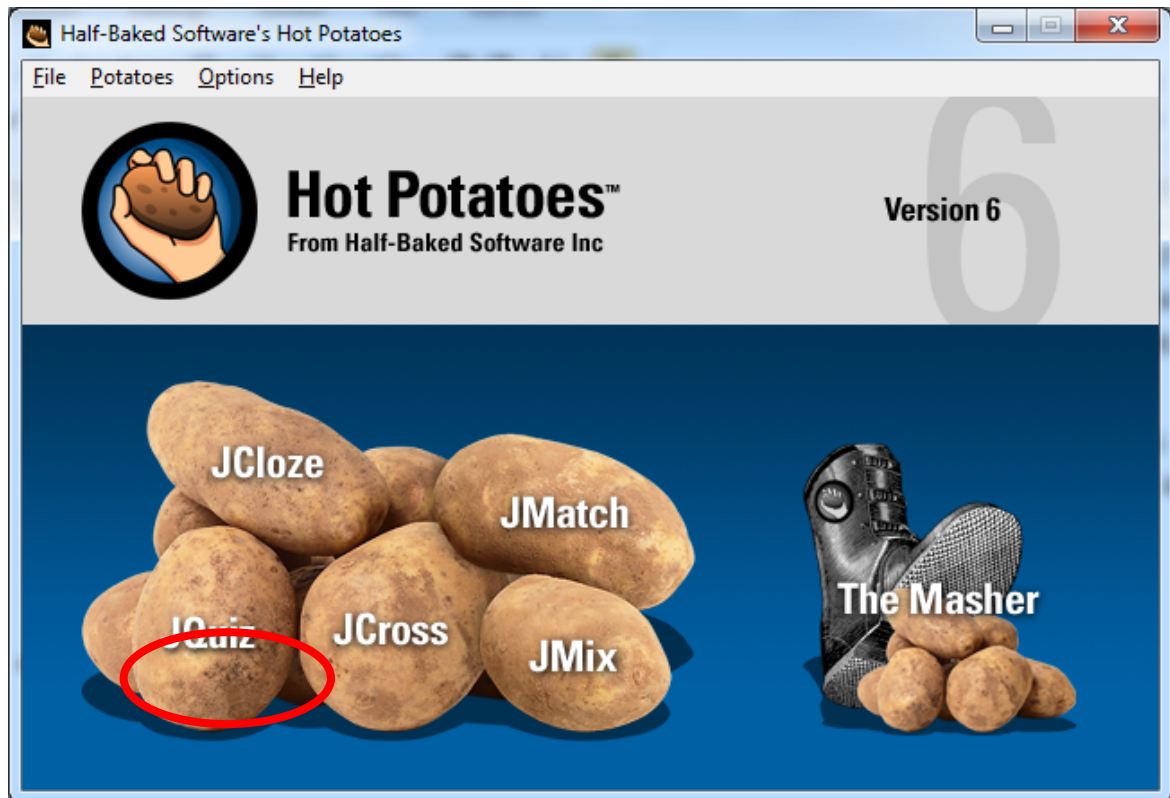 Half-Baked Software's Hot Potatoes
File Potatoes Options Help
6
Hot Potatoes™
From Half-Baked Software Inc
Version 6
JCloze
JMatch
JQuiz
JCross
JMix
The Masher